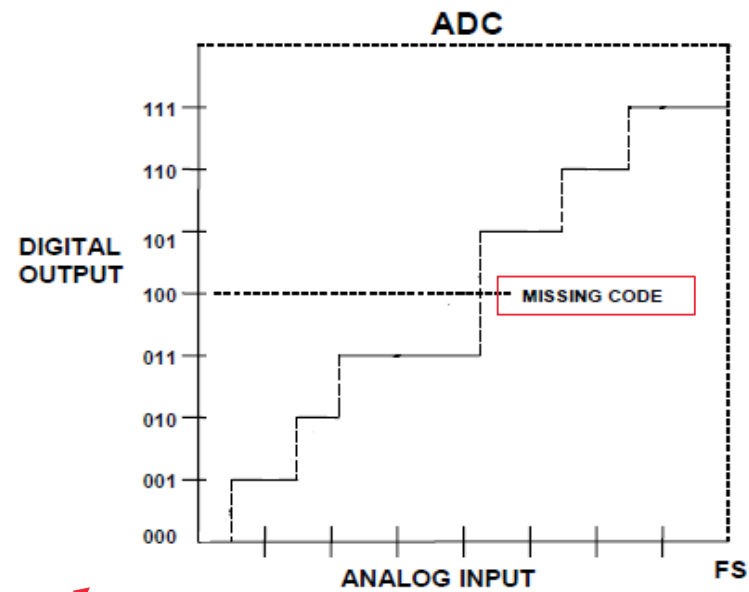 ADC
111
110
101
DIGITAL
OUTPUT
100
MISSING CODE
011
010
001
000
ANALOG INPUT
FS